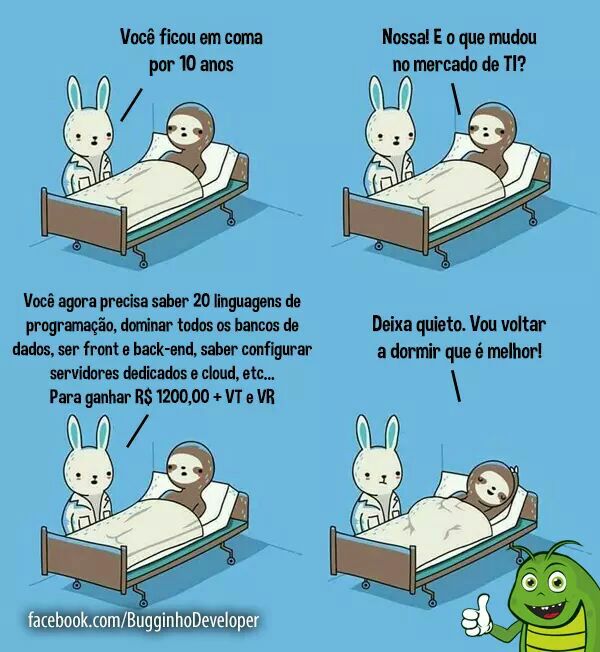 Você ficou em coma
por 10 anos
Nossa! E o que mudou
no mercado de TI?
Você agora precisa saber 20 linguagens de
programação, dominar todos os bancos de
dados, ser front e back-end, saber configurar
servidores dedicados e cloud, etc...
Para ganhar R$ 1200,00 + VT e VR
Deixa quieto. Vou voltar
a dormir que é melhor!
facebook.com/BugginhoDeveloper